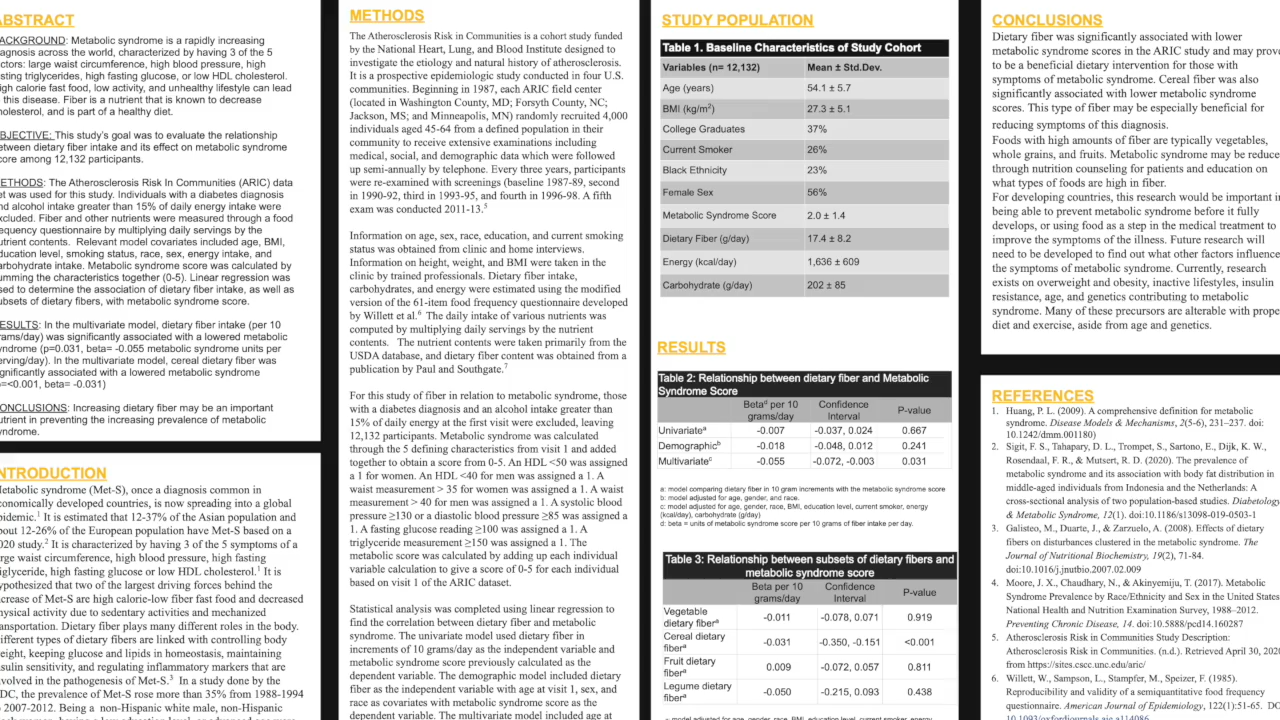 ABSTRACT
BACKGROUND: Metabolic syndrome is a rapidly increasing
diagnosis across the world, characterized by having 3 of the 5
factors: large waist circumference, high blood pressure, high
fasting triglycerides, high fasting glucose, or low HDL cholesterol.
High calorie fast food, low activity, and unhealthy lifestyle can lead
to this disease. Fiber is a nutrient that is known to decrease
cholesterol, and is part of a healthy diet.
OBJECTIVE: This study's goal was to evaluate the relationship
between dietary fiber intake and its effect on metabolic syndrome
score among 12,132 participants.
METHODS: The Atherosclerosis Risk In Communities (ARIC) data
set was used for this study. Individuals with a diabetes diagnosis
and alcohol intake greater than 15% of daily energy intake were
excluded. Fiber and other nutrients were measured through a food
frequency questionnaire by multiplying daily servings by the
nutrient contents. Relevant model covariates included age, BMI,
education level, smoking status, race, sex, energy intake, and
carbohydrate intake. Metabolic syndrome score was calculated by
summing the characteristics together (0-5). Linear regression was
used to determine the association of dietary fiber intake, as well as
subsets of dietary fibers, with metabolic syndrome score.
RESULTS: In the multivariate model, dietary fiber intake (per 10
grams/day) was significantly associated with a lowered metabolic
syndrome (p=0.031, beta= -0.055 metabolic syndrome units per
serving/day). In the multivariate model, cereal dietary fiber was
significantly associated with a lowered metabolic syndrome
(p=<0.001, beta= -0.031)
CONCLUSIONS: Increasing dietary fiber may be an important
nutrient in preventing the increasing prevalence of metabolic
syndrome.
INTRODUCTION
Metabolic syndrome (Met-S), once a diagnosis common in
economically developed countries, is now spreading into a global
epidemic.1 It is estimated that 12-37% of the Asian population and
about 12-26% of the European population have Met-S based on a
2020 study.2 It is characterized by having 3 of the 5 symptoms of a
large waist circumference, high blood pressure, high fasting
triglyceride, high fasting glucose or low HDL cholesterol.1 It is
hypothesized that two of the largest driving forces behind the
increase of Met-S are high caloric-low fiber fast food and decreased
physical activity due to sedentary activities and mechanized
transportation. Dietary fiber plays many different roles in the body.
Different types of dietary fibers are linked with controlling body
weight, keeping glucose and lipids in homeostasis, maintaining
insulin sensitivity, and regulating inflammatory markers that are
involved in the pathogenesis of Met-S.3 In a study done by the
CDC, the prevalence of Met-S rose more than 35% from 1988-1994
to 2007-2012. Being a non-Hispanic white male, non-Hispanic
METHODS
The Atherosclerosis Risk in Communities is a cohort study funded
by the National Heart, Lung, and Blood Institute designed to
investigate the etiology and natural history of atherosclerosis.
It is a prospective epidemiologic study conducted in four U.S.
communities. Beginning in 1987, each ARIC field center
(located in Washington County, MD; Forsyth County, NC;
Jackson, MS; and Minneapolis, MN) randomly recruited 4,000
individuals aged 45-64 from a defined population in their
community to receive extensive examinations including
medical, social, and demographic data which were followed
up semi-annually by telephone. Every three years, participants
were re-examined with screenings (baseline 1987-89, second
in 1990-92, third in 1993-95, and fourth in 1996-98. A fifth
exam was conducted 2011-13.5
Information on age, sex, race, education, and current smoking
status was obtained from clinic and home interviews.
Information on height, weight, and BMI were taken in the
clinic by trained professionals. Dietary fiber intake,
carbohydrates, and energy were estimated using the modified
version of the 61-item food frequency questionnaire developed
by Willett et al.6 The daily intake of various nutrients was
computed by multiplying daily servings by the nutrient
contents. The nutrient contents were taken primarily from the
USDA database, and dietary fiber content was obtained from a
publication by Paul and Southgate.7
For this study of fiber in relation to metabolic syndrome, those
with a diabetes diagnosis and an alcohol intake greater than
15% of daily energy at the first visit were excluded, leaving
12,132 participants. Metabolic syndrome was calculated
through the 5 defining characteristics from visit 1 and added
together to obtain a score from 0-5. An HDL <50 was assigned
a 1 for women. An HDL <40 for men was assigned a 1. A
waist measurement > 35 for women was assigned a 1. A waist
measurement > 40 for men was assigned a 1. A systolic blood
pressure ≥130 or a diastolic blood pressure ≥85 was assigned a
1. A fasting glucose reading ≥100 was assigned a 1. A
triglyceride measurement ≥150 was assigned a 1. The
metabolic score was calculated by adding up each individual
variable calculation to give a score of 0-5 for each individual
based on visit 1 of the ARIC dataset.
Statistical analysis was completed using linear regression to
find the correlation between dietary fiber and metabolic
syndrome. The univariate model used dietary fiber in
increments of 10 grams/day as the independent variable and
metabolic syndrome score previously calculated as the
dependent variable. The demographic model included dietary
fiber as the independent variable with age at visit 1, sex, and
race as covariates with metabolic syndrome score as the
dependent variable. The multivariate model included age at
STUDY POPULATION
Table 1. Baseline Characteristics of Study Cohort
Variables (n= 12,132) Mean ± Std.Dev.
Age (years) 54.1 ± 5.7
BMI (kg/m2) 27.3 ± 5.1
College Graduates 37%
Current Smoker 26%
Black Ethnicity 23%
Female Sex 56%
Metabolic Syndrome Score 2.0 ± 1.4
Dietary Fiber (g/day) 17.4 ± 8.2
Energy (kcal/day) 1,636 ± 609
Carbohydrate (g/day) 202 ± 85
RESULTS
Table 2: Relationship between dietary fiber and Metabolic
Syndrome Score
Betad per 10 grams/day Confidence Interval P-value
Univariatea -0.007 -0.037, 0.024 0.667
Demographicb -0.018 -0.048, 0.012 0.241
Multivariatec -0.055 -0.072, -0.003 0.031
a: model comparing dietary fiber in 10 gram increments with the metabolic syndrome score
b: model adjusted for age, gender, and race.
c: model adjusted for age, gender, race, BMI, education level, current smoker, energy
(kcal/day), carbohydrate (g/day)
d: beta = units of metabolic syndrome score per 10 grams of fiber intake per day.
Table 3: Relationship between subsets of dietary fibers and
metabolic syndrome score
Beta per 10 grams/day Confidence Interval P-value
Vegetable dietary fibera -0.011 -0.078, 0.071 0.919
Cereal dietary fibera -0.031 -0.350, -0.151 <0.001
Fruit dietary fibera 0.009 -0.072, 0.057 0.811
Legume dietary fibera -0.050 -0.215, 0.093 0.438
CONCLUSIONS
Dietary fiber was significantly associated with lower
metabolic syndrome scores in the ARIC study and may prove
to be a beneficial dietary intervention for those with
symptoms of metabolic syndrome. Cereal fiber was also
significantly associated with lower metabolic syndrome
scores. This type of fiber may be especially beneficial for
reducing symptoms of this diagnosis.
Foods with high amounts of fiber are typically vegetables,
whole grains, and fruits. Metabolic syndrome may be reduced
through nutrition counseling for patients and education on
what types of foods are high in fiber.
For developing countries, this research would be important in
being able to prevent metabolic syndrome before it fully
develops, or using food as a step in the medical treatment to
improve the symptoms of the illness. Future research will
need to be developed to find out what other factors influence
the symptoms of metabolic syndrome. Currently, research
exists on overweight and obesity, inactive lifestyles, insulin
resistance, age, and genetics contributing to metabolic
syndrome. Many of these precursors are alterable with proper
diet and exercise, aside from age and genetics.
REFERENCES
1. Huang, P. L. (2009). A comprehensive definition for metabolic
syndrome. Disease Models & Mechanisms, 2(5-6), 231–237. doi:
10.1242/dmm.001180)
2. Sigit, F. S., Tahapary, D. L., Trompet, S., Sartono, E., Dijk, K. W.,
Rosendaal, F. R., & Mutsert, R. D. (2020). The prevalence of
metabolic syndrome and its association with body fat distribution in
middle-aged individuals from Indonesia and the Netherlands: A
cross-sectional analysis of two population-based studies. Diabetology
& Metabolic Syndrome, 12(1). doi:10.1186/s13098-019-0503-1
3. Galisteo, M., Duarte, J., & Zarzuelo, A. (2008). Effects of dietary
fibers on disturbances clustered in the metabolic syndrome. The
Journal of Nutritional Biochemistry, 19(2), 71-84.
doi:10.1016/j.jnutbio.2007.02.009
4. Moore, J. X., Chaudhary, N., & Akinyemiju, T. (2017). Metabolic
Syndrome Prevalence by Race/Ethnicity and Sex in the United States,
National Health and Nutrition Examination Survey, 1988–2012.
Preventing Chronic Disease, 14. doi:10.5888/pcd14.160287
5. Atherosclerosis Risk in Communities Study Description:
Atherosclerosis Risk in Communities. (n.d.). Retrieved April 30, 2020,
from https://sites.cscc.unc.edu/aric/
6. Willett, W., Sampson, L., Stampfer, M., Speizer, F. (1985).
Reproducibility and validity of a semiquantitative food frequency
questionnaire. American Journal of Epidemiology, 122(1):51-65.